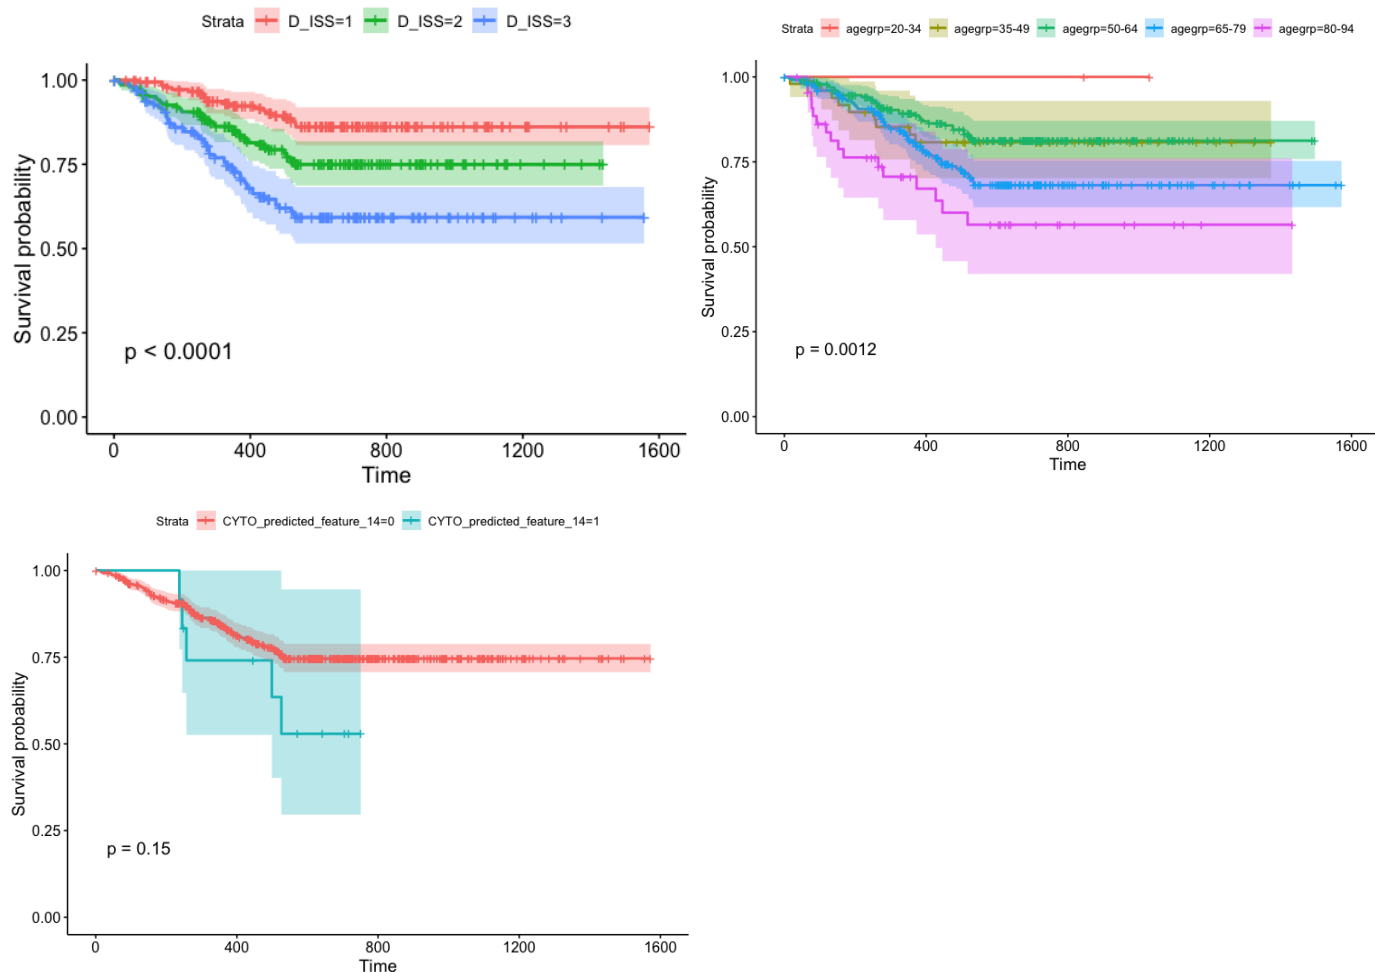 Strata D_ISS=1 D_ISS=2 D_ISS=3
1.00
0.75
0.50
0.25
0.00
Survival probability
p < 0.0001
0 400 800 1200 1600
Time
Strata agegrp=20-34 agegrp=35-49 agegrp=50-64 agegrp=65-79 agegrp=80-94
1.00
0.75
0.50
0.25
0.00
Survival probability
p = 0.0012
0 400 800 1200 1600
Time
Strata CYTO_predicted_feature_14=0 CYTO_predicted_feature_14=1
1.00
0.75
0.50
0.25
0.00
Survival probability
p = 0.15
0 400 800 1200 1600
Time